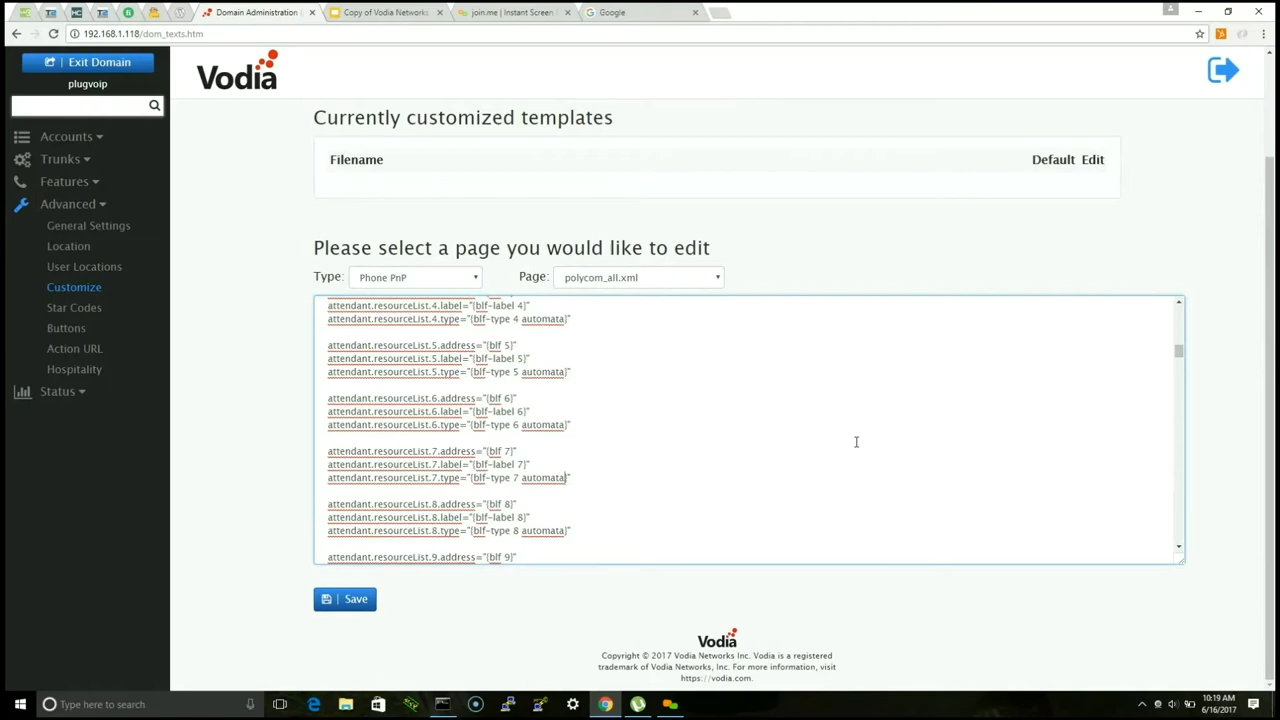 Domain Administration
Copy of Vodia Networks
join.me | Instant Screen
Google
192.168.1.118/dom_texts.htm
Exit Domain
plugvoip
Accounts
Trunks
Features
Advanced
General Settings
Location
User Locations
Customize
Star Codes
Buttons
Action URL
Hospitality
Status
Vodia
Currently customized templates
Filename Default Edit
Please select a page you would like to edit
Type: Phone PnP Page: polycom_all.xml
attendant.resourceList.4.label="{blf-label 4}"
attendant.resourceList.4.type="{blf-type 4 automata}"
attendant.resourceList.5.address="{blf 5}"
attendant.resourceList.5.label="{blf-label 5}"
attendant.resourceList.5.type="{blf-type 5 automata}"
attendant.resourceList.6.address="{blf 6}"
attendant.resourceList.6.label="{blf-label 6}"
attendant.resourceList.6.type="{blf-type 6 automata}"
attendant.resourceList.7.address="{blf 7}"
attendant.resourceList.7.label="{blf-label 7}"
attendant.resourceList.7.type="{blf-type 7 automata}"
attendant.resourceList.8.address="{blf 8}"
attendant.resourceList.8.label="{blf-label 8}"
attendant.resourceList.8.type="{blf-type 8 automata}"
attendant.resourceList.9.address="{blf 9}"
Save
Vodia
Copyright © 2017 Vodia Networks Inc. Vodia is a registered
trademark of Vodia Networks, Inc. For more information, visit
https://vodia.com.
Type here to search
10:19 AM
6/16/2017